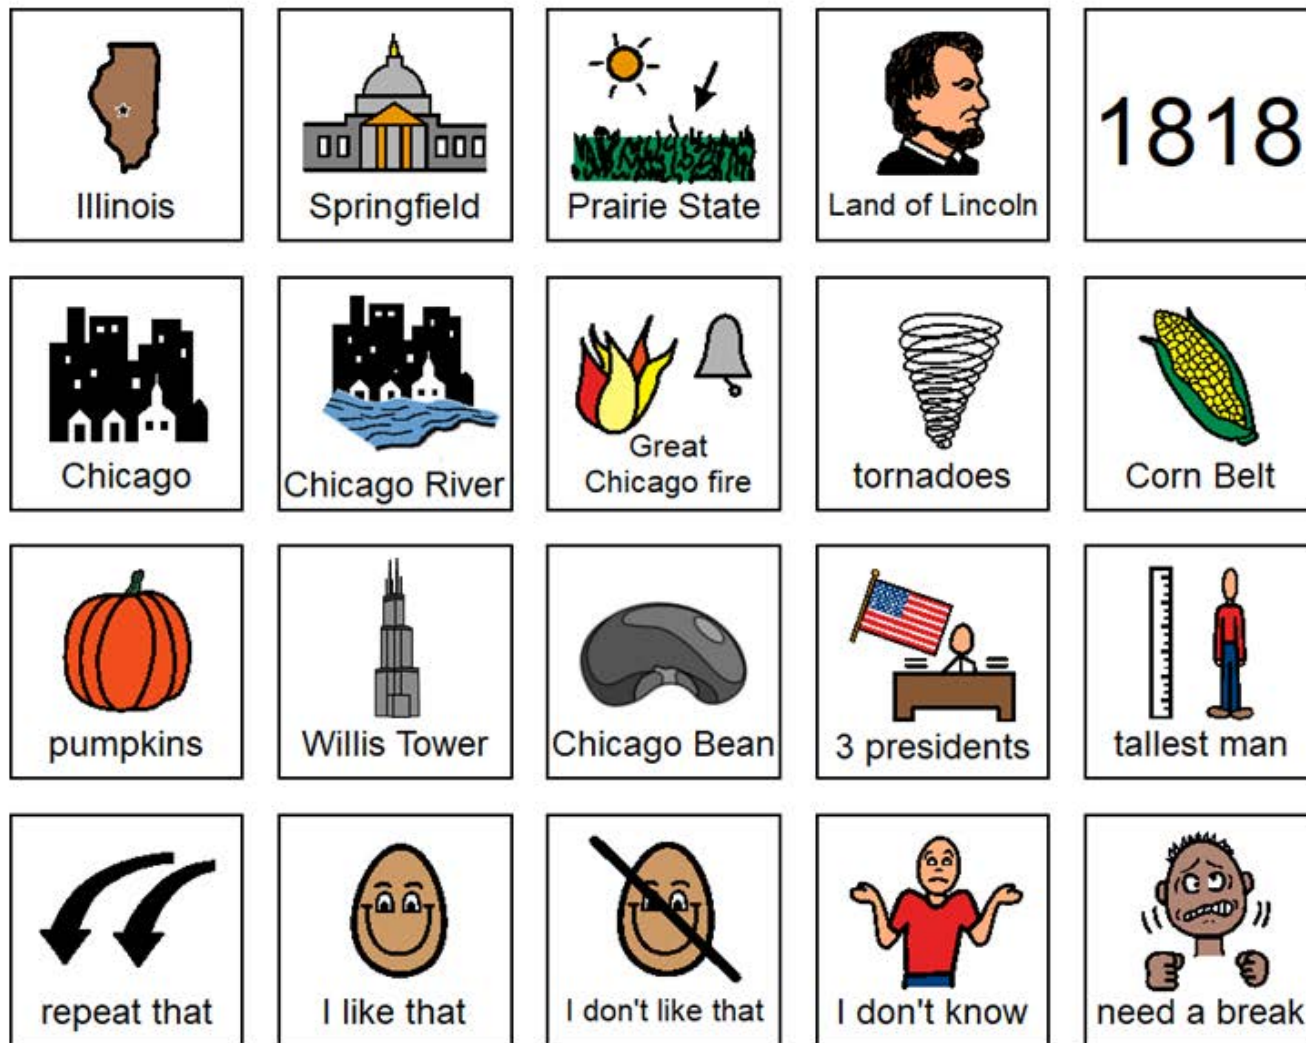 Illinois
Springfield
Prairie State
Land of Lincoln
1818
Chicago
Chicago River
Great
Chicago fire
tornadoes
Corn Belt
pumpkins
Willis Tower
Chicago Bean
3 presidents
tallest man
repeat that
I like that
I don't like that
I don't know
need a break